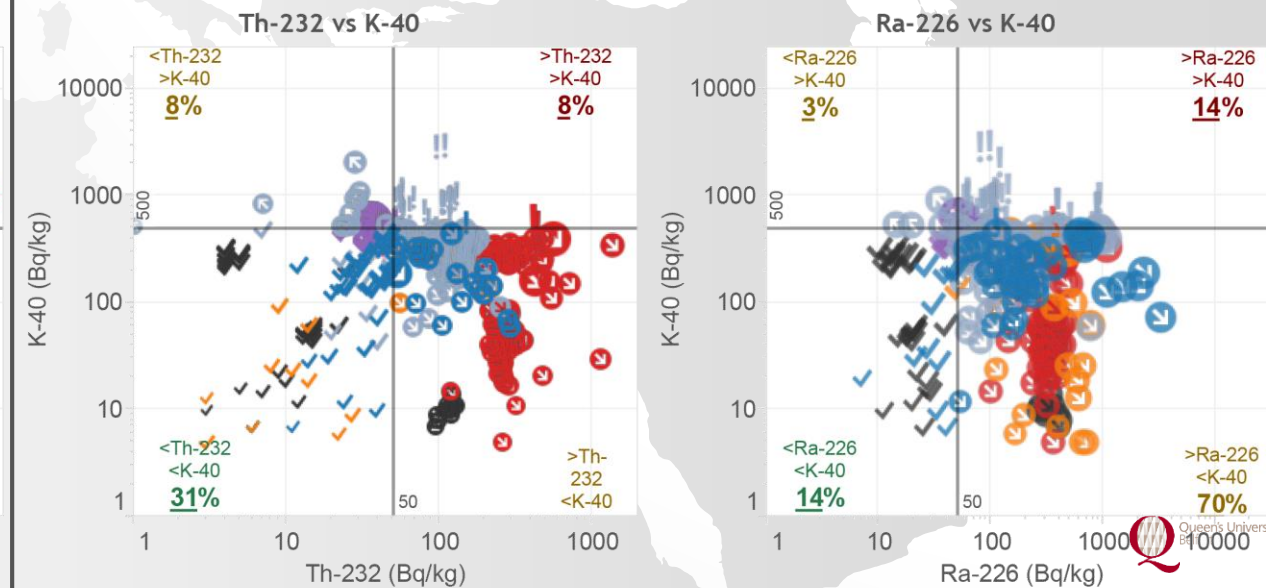 Th-232 vs K-40
<Th-232
>K-40
8%
>Th-232
>K-40
8%
10000
1000
100
10
1
K-40 (Bq/kg)
500
!!
<Th-232
<K-40
31%
>Th-
232
<K-40
50
1
10
100
1000
Th-232 (Bq/kg)
Ra-226 vs K-40
<Ra-226
>K-40
3%
>Ra-226
>K-40
14%
10000
1000
100
10
1
K-40 (Bq/kg)
500
!!
<Ra-226
<K-40
14%
>Ra-226
<K-40
70%
50
1
10
100
1000
10000
Ra-226 (Bq/kg)
Queen's Univers